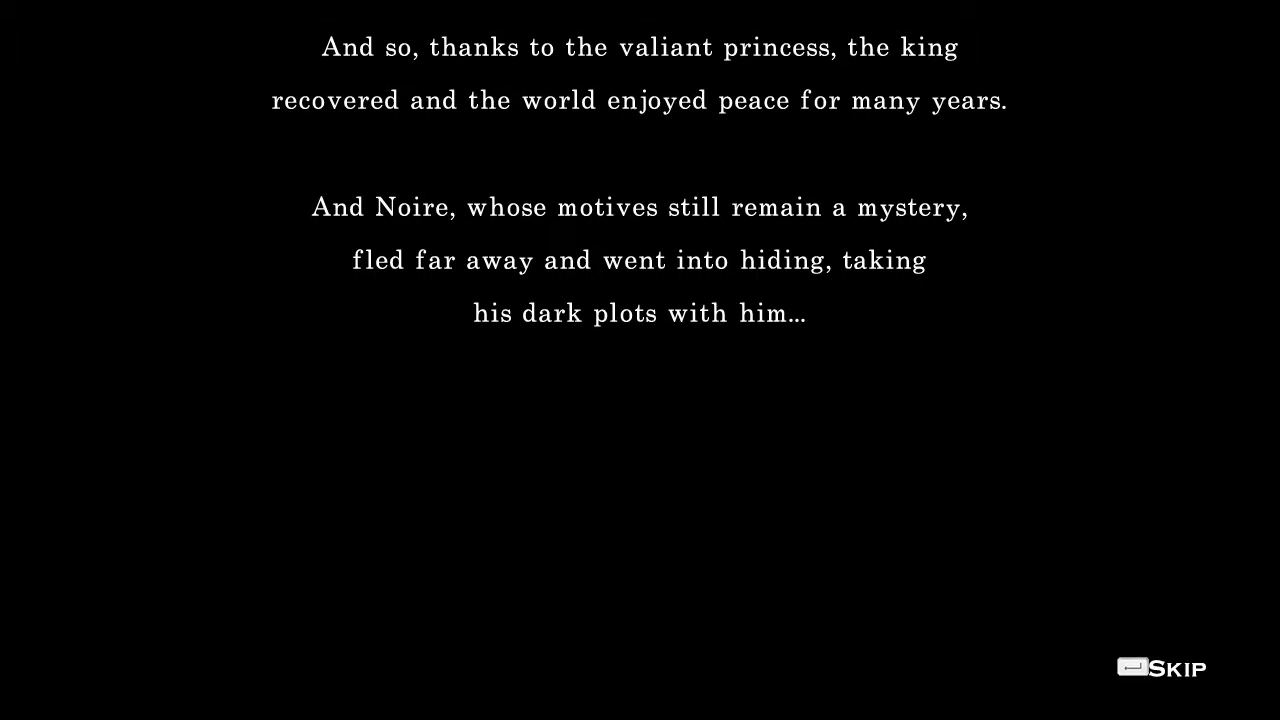 And so, thanks to the valiant princess, the king
recovered and the world enjoyed peace for many years.
And Noire, whose motives still remain a mystery,
fled far away and went into hiding, taking
his dark plots with him…
SKIP